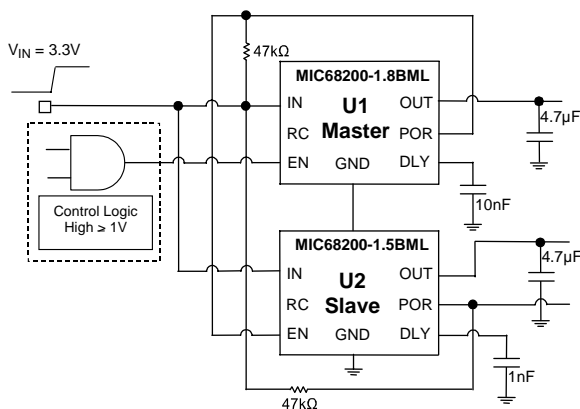 V_IN = 3.3V
47kΩ
MIC68200-1.8BML
IN
U1
OUT
RC
Master
POR
EN
GND
DLY
4.7µF
10nF
Control Logic
High ≥ 1V
MIC68200-1.5BML
IN
U2
OUT
RC
Slave
POR
EN
GND
DLY
4.7µF
1nF
47kΩ